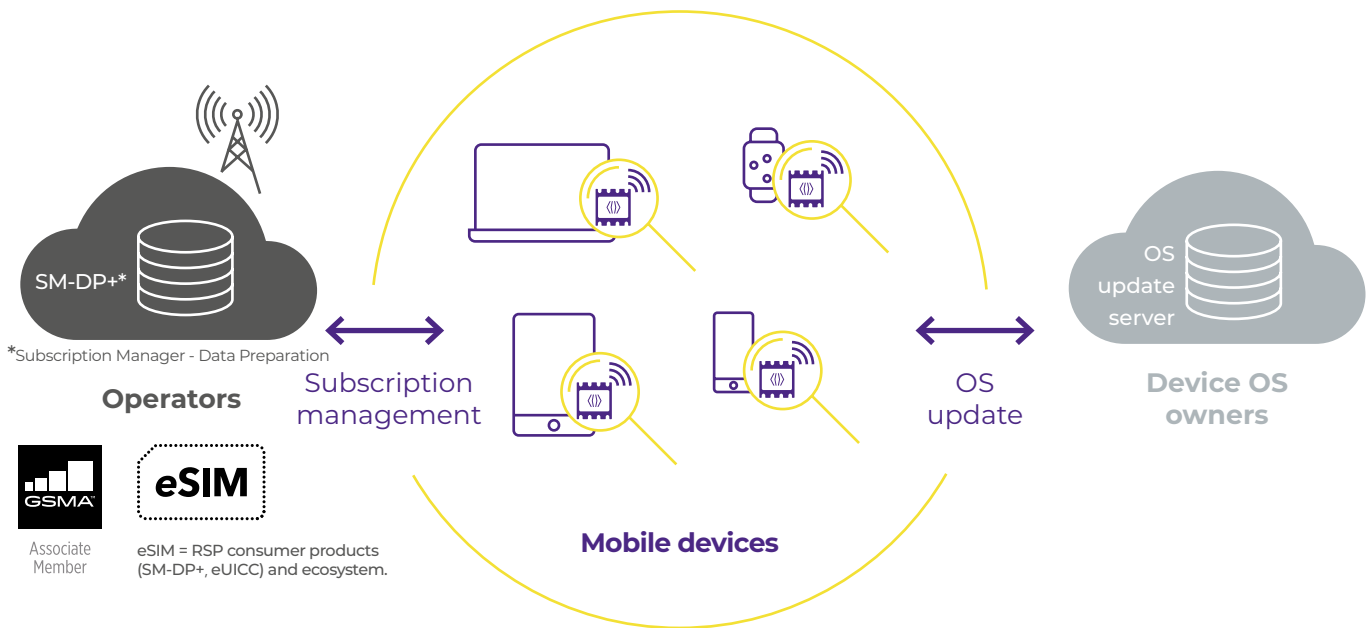 SM-DP+*
*Subscription Manager - Data Preparation
Operators
GSMA™
Associate
Member
eSIM
eSIM = RSP consumer products
(SM-DP+, eUICC) and ecosystem.
Subscription
management
Mobile devices
OS
update
OS
update
server
Device OS
owners